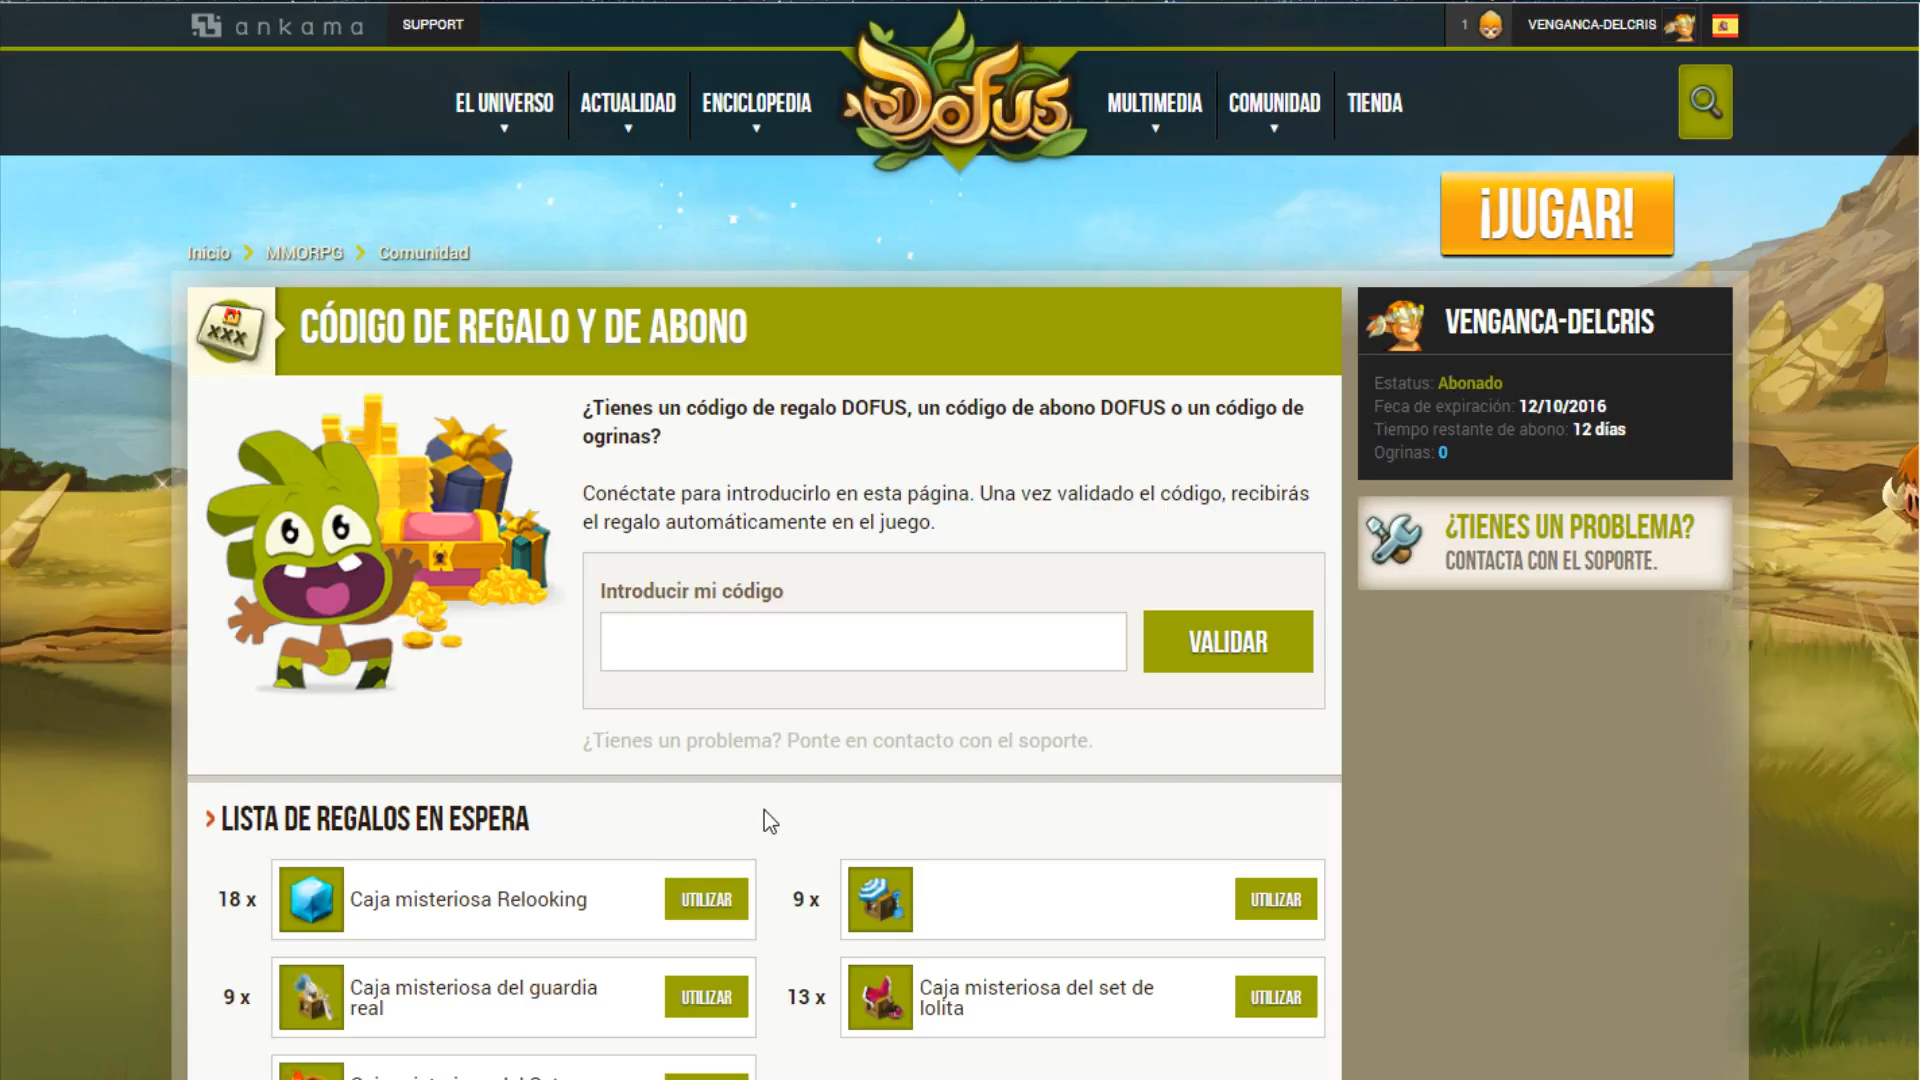 ankama
SUPPORT
1
VENGANCA-DELCRIS
EL UNIVERSO
ACTUALIDAD
ENCICLOPEDIA
DOFUS
MULTIMEDIA
COMUNIDAD
TIENDA
¡JUGAR!
Inicio > MMORPG > Comunidad
XXX
CÓDIGO DE REGALO Y DE ABONO
¿Tienes un código de regalo DOFUS, un código de abono DOFUS o un código de
ogrinas?
Conéctate para introducirlo en esta página. Una vez validado el código, recibirás
el regalo automáticamente en el juego.
Introducir mi código
VALIDAR
¿Tienes un problema? Ponte en contacto con el soporte.
VENGANCA-DELCRIS
Estatus: Abonado
Feca de expiración: 12/10/2016
Tiempo restante de abono: 12 días
Ogrinas: 0
¿TIENES UN PROBLEMA?
CONTACTA CON EL SOPORTE.
> LISTA DE REGALOS EN ESPERA
18 x
Caja misteriosa Relooking
UTILIZAR
9 x
UTILIZAR
9 x
Caja misteriosa del guardia
real
UTILIZAR
13 x
Caja misteriosa del set de
lolita
UTILIZAR